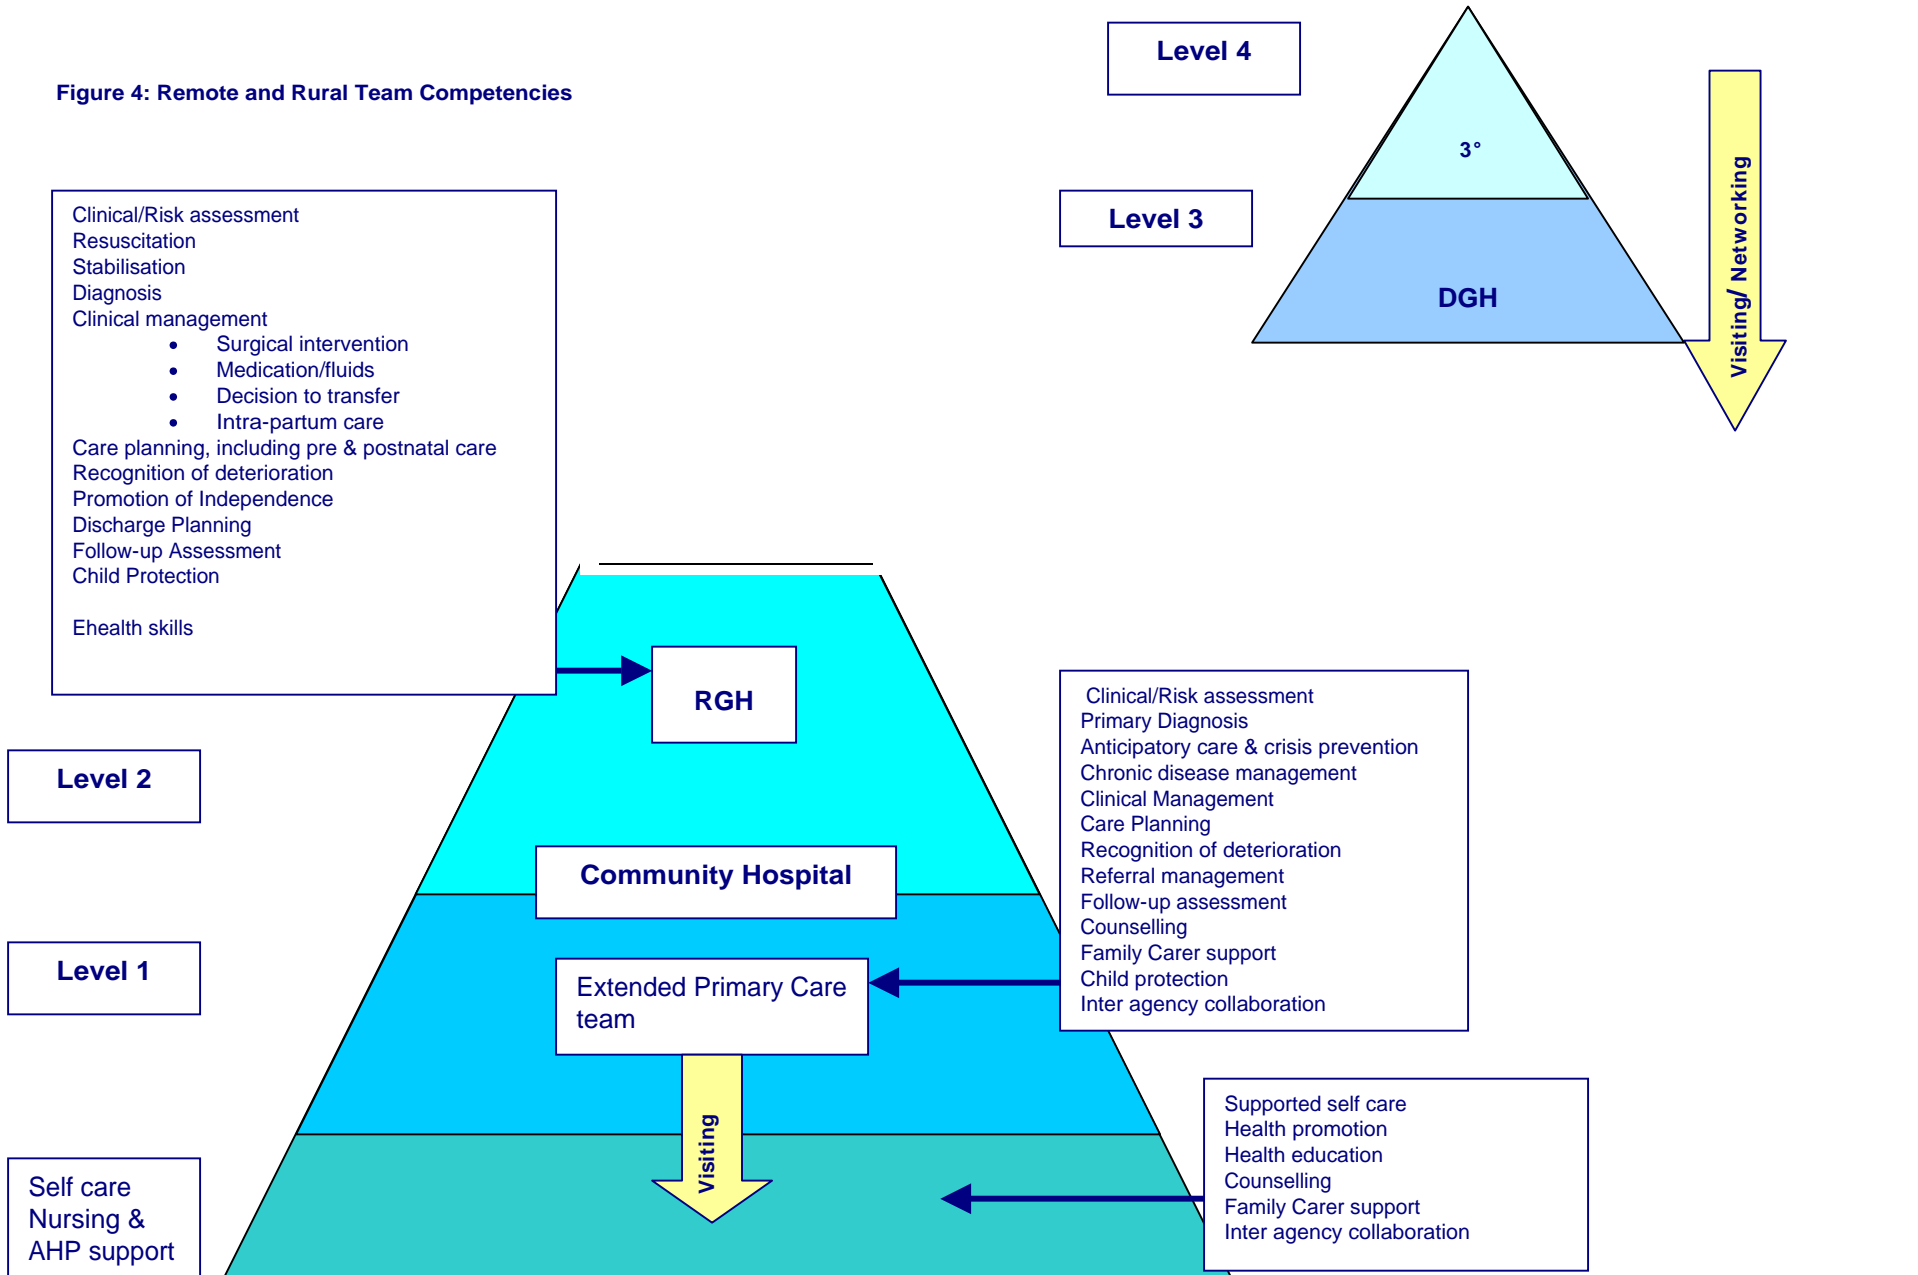 Figure 4: Remote and Rural Team Competencies
Level 4
3°
Level 3
DGH
Visiting/ Networking
Clinical/Risk assessment
Resuscitation
Stabilisation
Diagnosis
Clinical management
• Surgical intervention
• Medication/fluids
• Decision to transfer
• Intra-partum care
Care planning, including pre & postnatal care
Recognition of deterioration
Promotion of Independence
Discharge Planning
Follow-up Assessment
Child Protection
Ehealth skills
RGH
Level 2
Community Hospital
Clinical/Risk assessment
Primary Diagnosis
Anticipatory care & crisis prevention
Chronic disease management
Clinical Management
Care Planning
Recognition of deterioration
Referral management
Follow-up assessment
Counselling
Family Carer support
Child protection
Inter agency collaboration
Level 1
Extended Primary Care
team
Visiting
Self care
Nursing &
AHP support
Supported self care
Health promotion
Health education
Counselling
Family Carer support
Inter agency collaboration